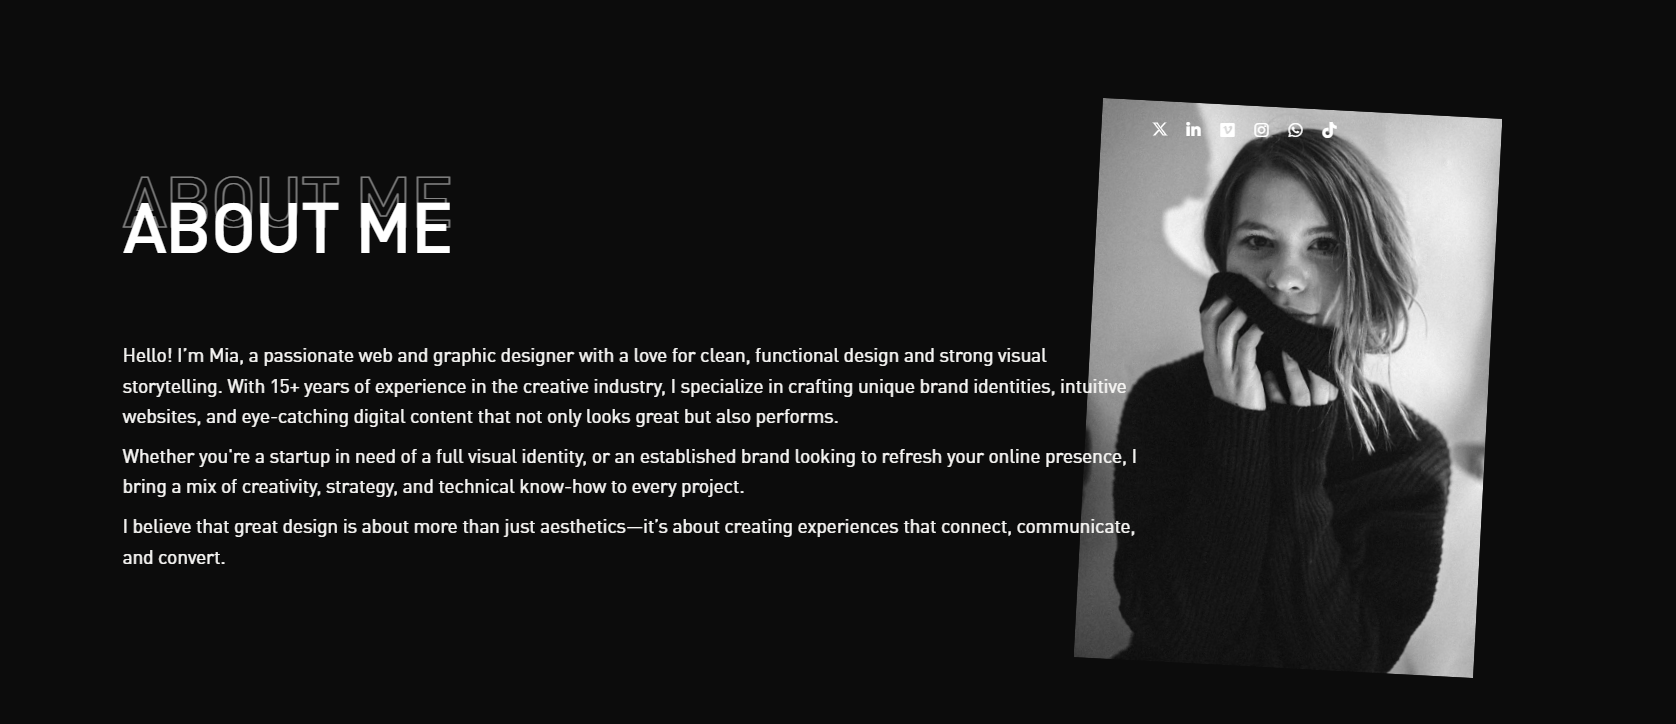 ABOUT ME
ABOUT ME
Hello! I’m Mia, a passionate web and graphic designer with a love for clean, functional design and strong visual
storytelling. With 15+ years of experience in the creative industry, I specialize in crafting unique brand identities, intuitive
websites, and eye-catching digital content that not only looks great but also performs.
Whether you're a startup in need of a full visual identity, or an established brand looking to refresh your online presence, I
bring a mix of creativity, strategy, and technical know-how to every project.
I believe that great design is about more than just aesthetics—it’s about creating experiences that connect, communicate,
and convert.